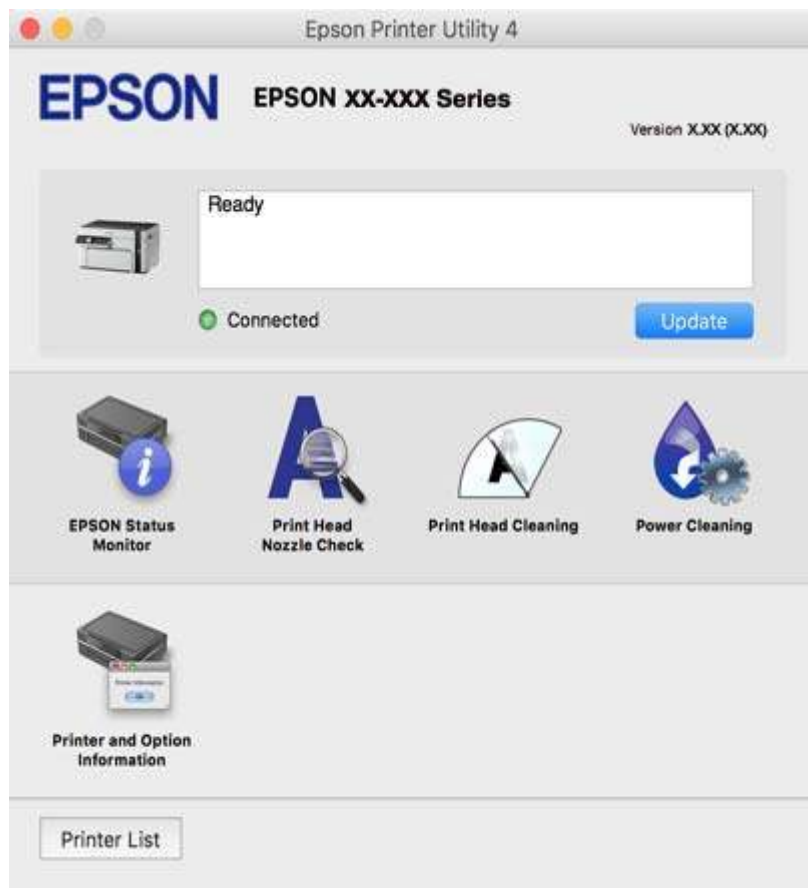 Epson Printer Utility 4
EPSON
EPSON XX-XXX Series
Version X.XX (X.XX)
Ready
Connected
Update
EPSON Status
Monitor
Print Head
Nozzle Check
Print Head Cleaning
Power Cleaning
Printer and Option
Information
Printer List